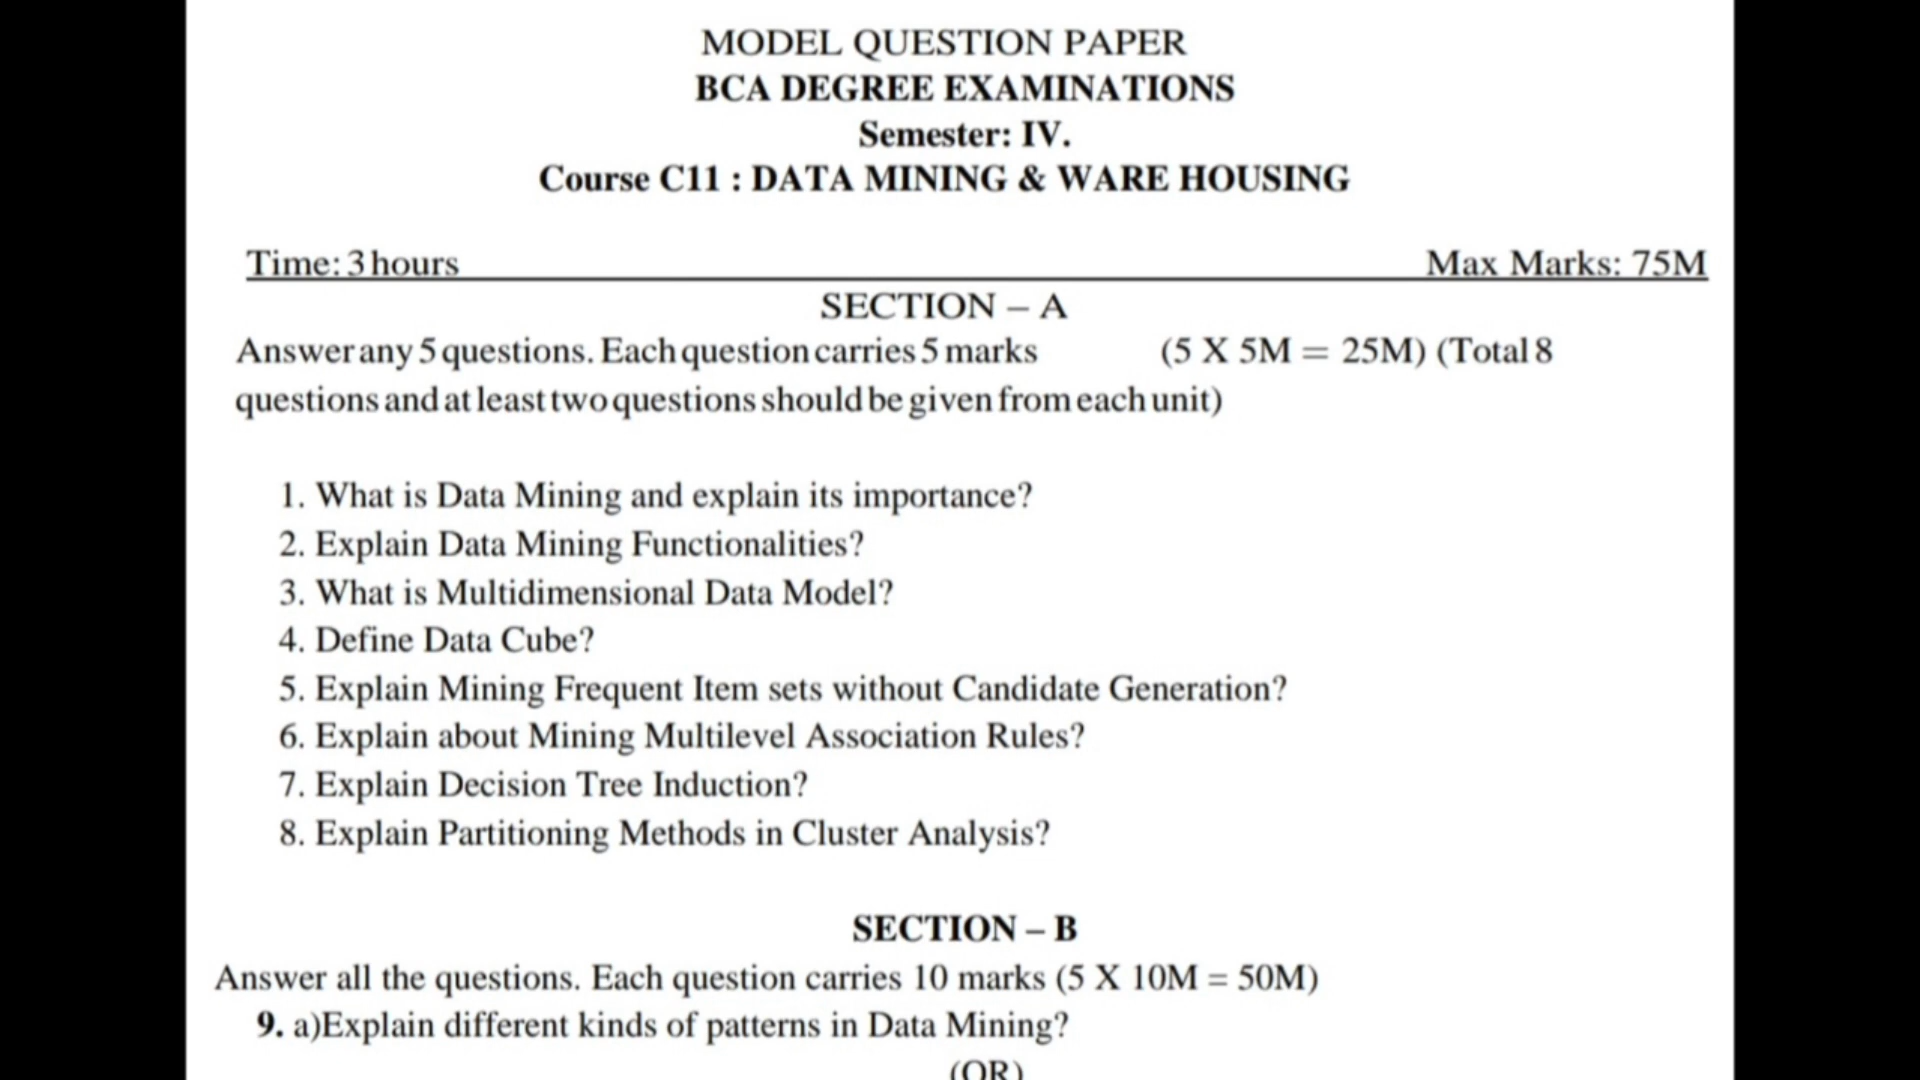 MODEL QUESTION PAPER
BCA DEGREE EXAMINATIONS
Semester: IV.
Course C11 : DATA MINING & WARE HOUSING
Time: 3 hours Max Marks: 75M
SECTION – A
Answer any 5 questions. Each question carries 5 marks (5 X 5M = 25M) (Total 8
questions and at least two questions should be given from each unit)
1. What is Data Mining and explain its importance?
2. Explain Data Mining Functionalities?
3. What is Multidimensional Data Model?
4. Define Data Cube?
5. Explain Mining Frequent Item sets without Candidate Generation?
6. Explain about Mining Multilevel Association Rules?
7. Explain Decision Tree Induction?
8. Explain Partitioning Methods in Cluster Analysis?
SECTION – B
Answer all the questions. Each question carries 10 marks (5 X 10M = 50M)
9. a)Explain different kinds of patterns in Data Mining?
(OR)